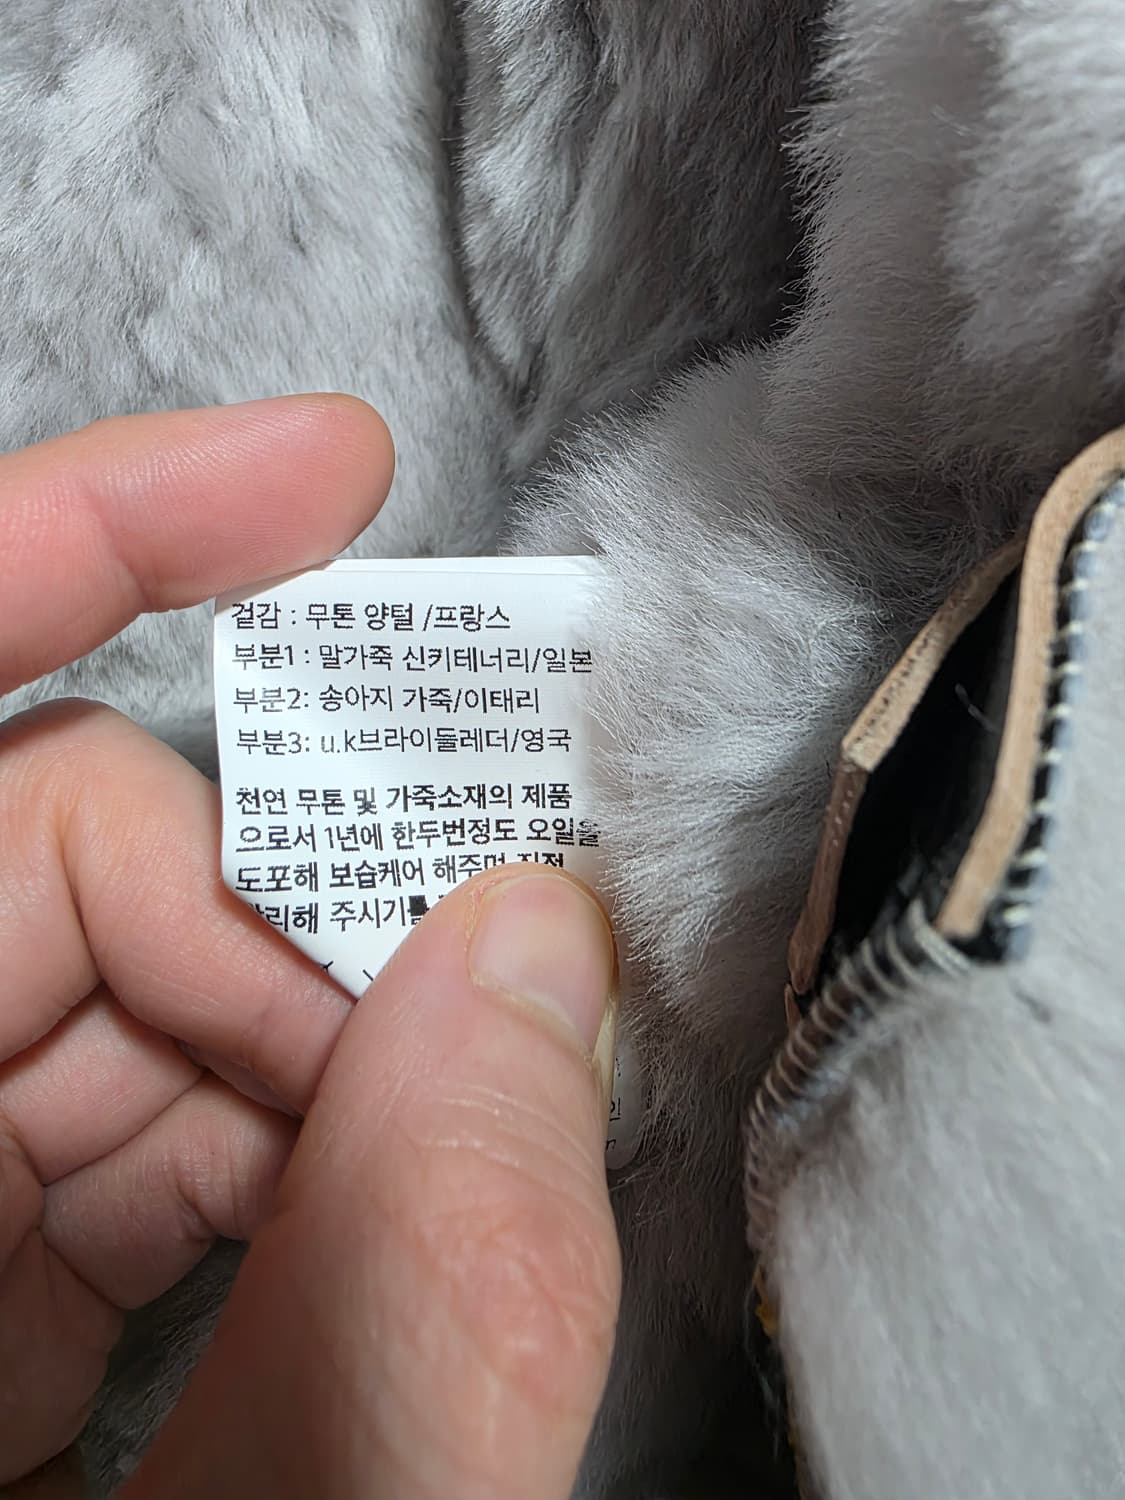 겉감 : 무톤 양털 /프랑스
부분1 : 말가죽 신키테너리/일본
부분2: 송아지 가죽/이태리
부분3: u.k브라이들레더/영국
천연 무톤 및 가죽소재의 제품
으로서 1년에 한두번정도 오일을
도포해 보습케어 해주며
주시기를